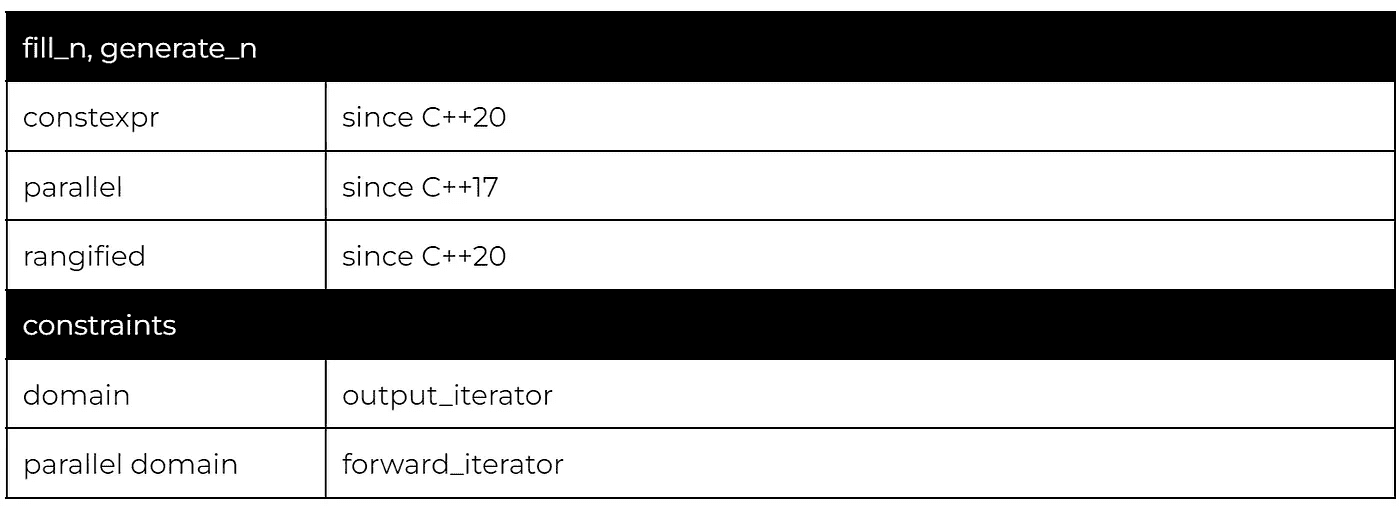 fill_n, generate_n
constexpr since C++20
parallel since C++17
rangified since C++20
constraints
domain output_iterator
parallel domain forward_iterator